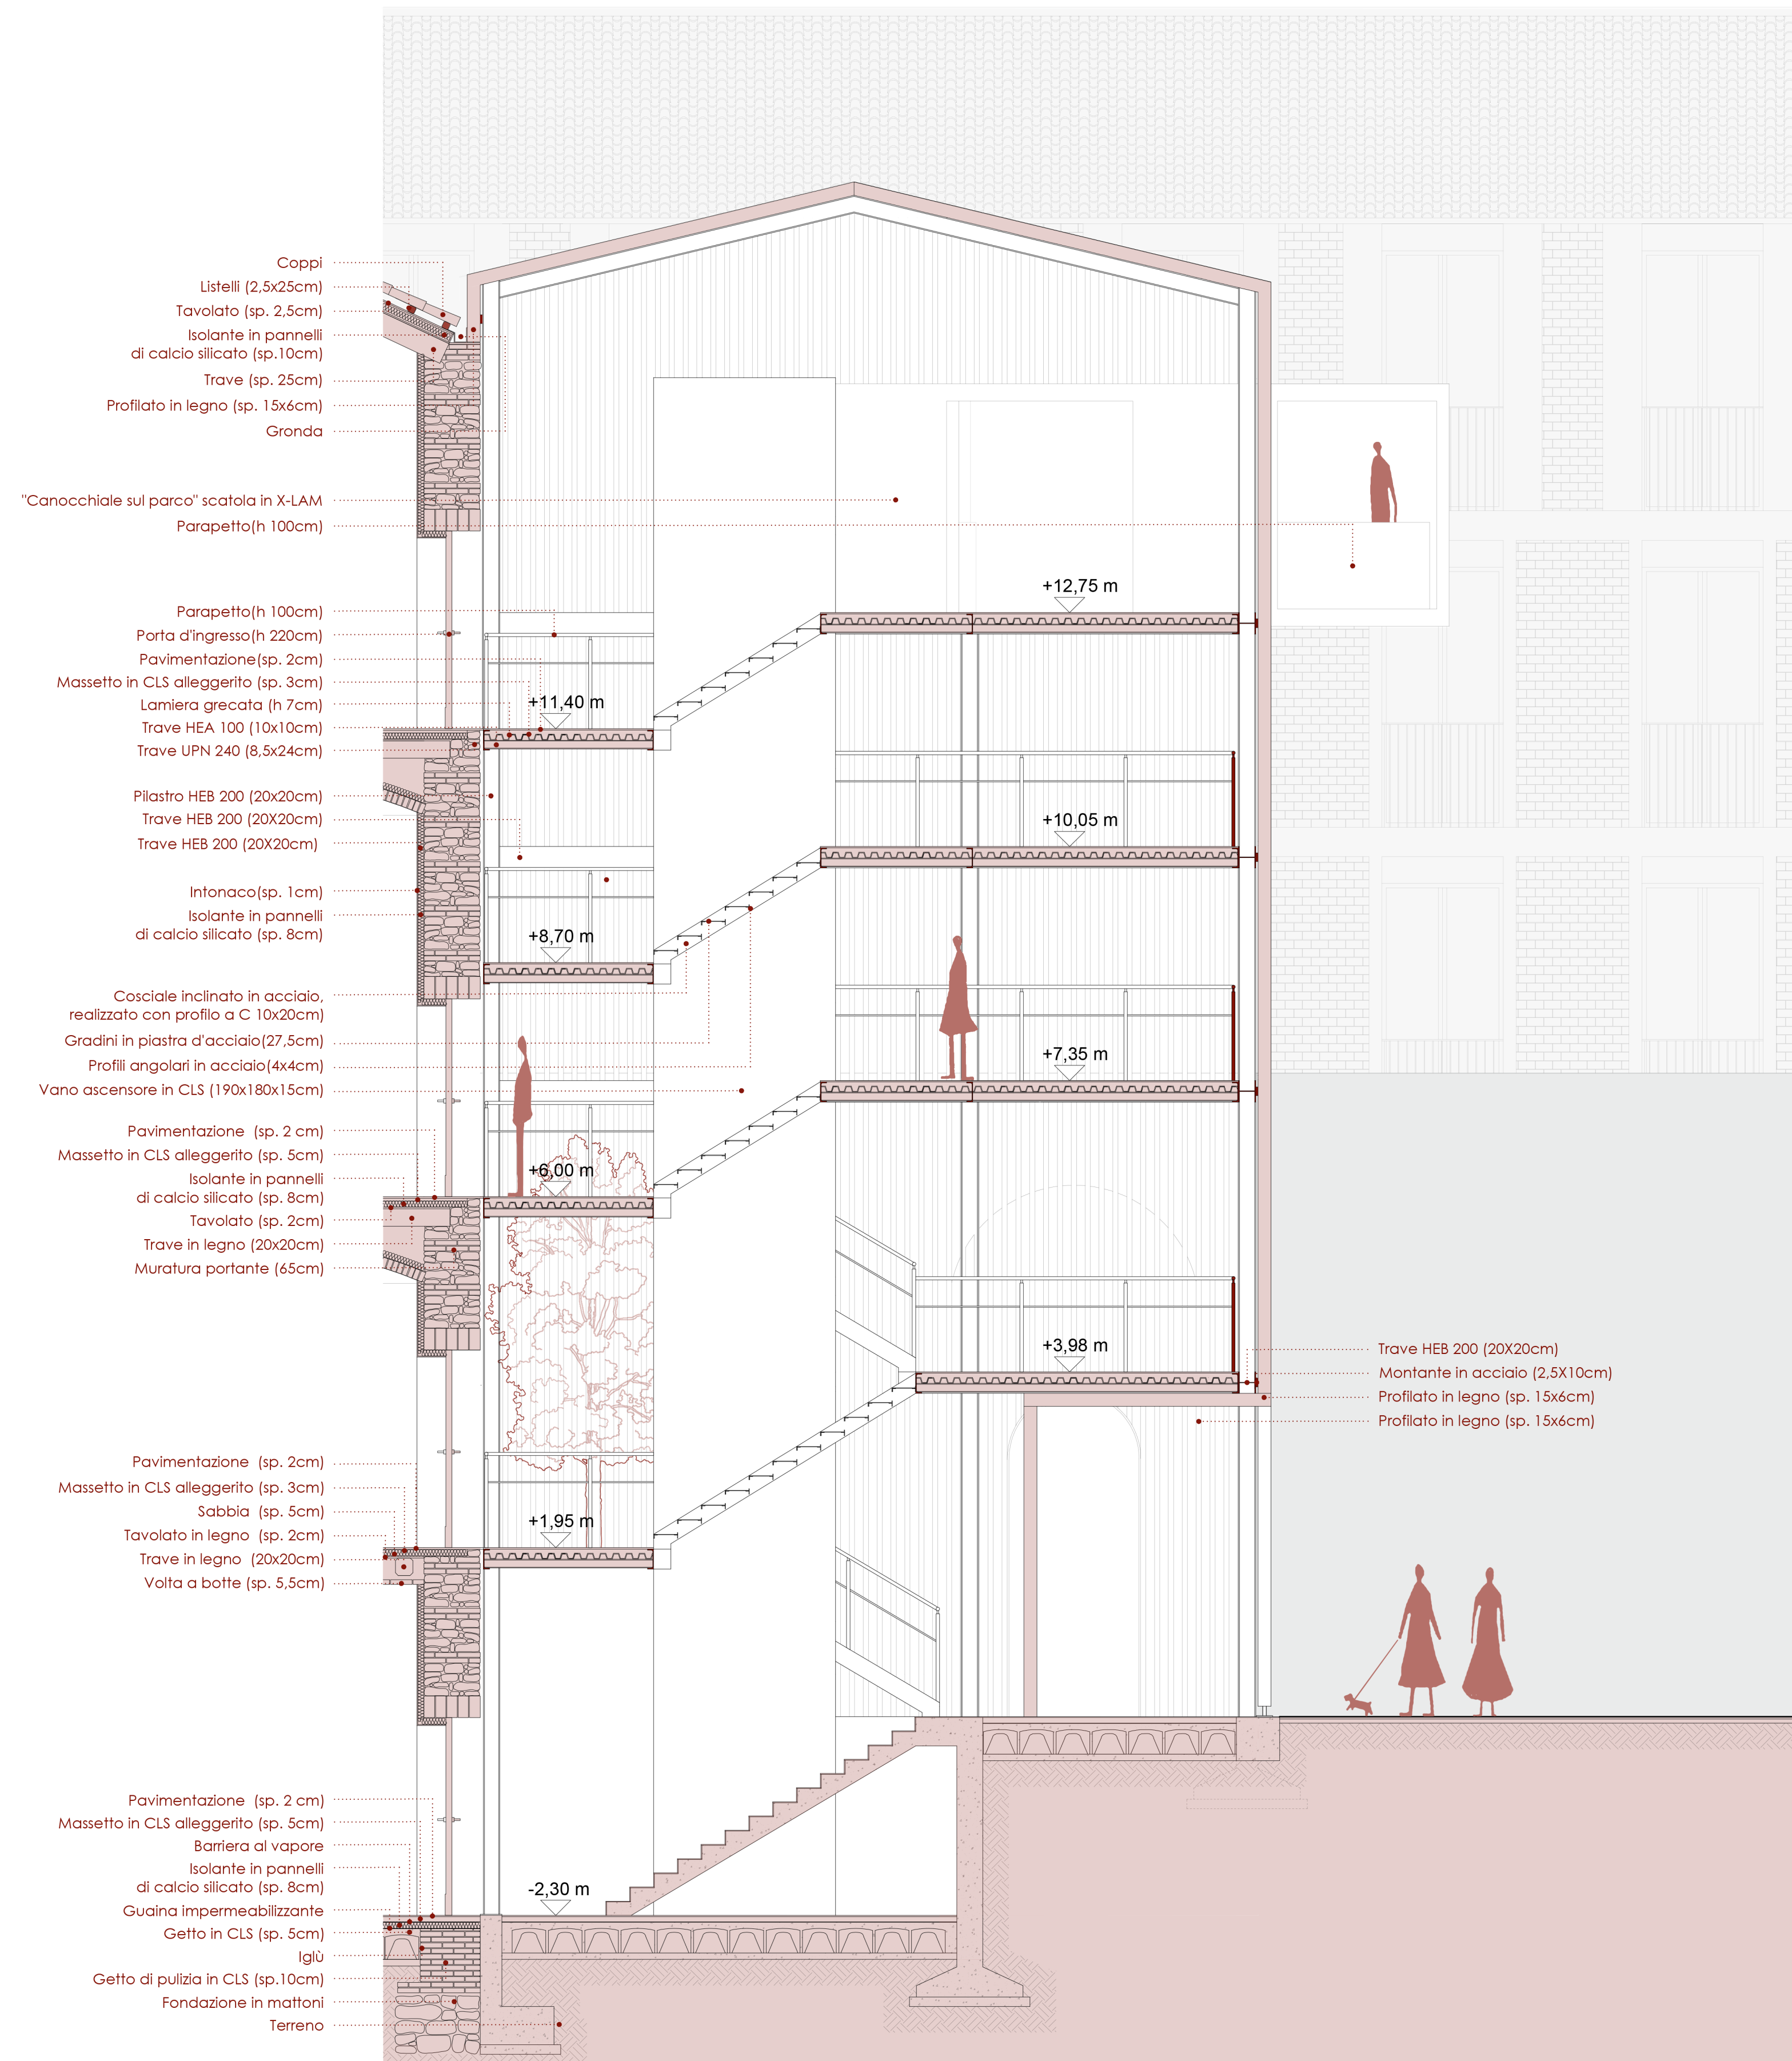 Coppi
Listelli (2,5x25cm)
Tavolato (sp. 2,5cm)
Isolante in pannelli
di calcio silicato (sp.10cm)
Trave (sp. 25cm)
Profilato in legno (sp. 15x6cm)
Gronda
"Canocchiale sul parco" scatola in X-LAM
Parapetto(h 100cm)
+12,75 m
Parapetto(h 100cm)
Porta d'ingresso(h 220cm)
Pavimentazione(sp. 2cm)
Massetto in CLS alleggerito (sp. 3cm)
Lamiera grecata (h 7cm)
+11,40 m
Trave HEA 100 (10x10cm)
Trave UPN 240 (8,5x24cm)
Pilastro HEB 200 (20x20cm)
Trave HEB 200 (20X20cm)
+10,05 m
Trave HEB 200 (20X20cm)
Intonaco(sp. 1cm)
Isolante in pannelli
di calcio silicato (sp. 8cm)
+8,70 m
Cosciale inclinato in acciaio,
realizzato con profilo a C 10x20cm)
Gradini in piastra d'acciaio(27,5cm)
+7,35 m
Profili angolari in acciaio(4x4cm)
Vano ascensore in CLS (190x180x15cm)
Pavimentazione (sp. 2 cm)
Massetto in CLS alleggerito (sp. 5cm)
+6,00 m
Isolante in pannelli
di calcio silicato (sp. 8cm)
Tavolato (sp. 2cm)
Trave in legno (20x20cm)
Muratura portante (65cm)
+3,98 m
Trave HEB 200 (20X20cm)
Montante in acciaio (2,5X10cm)
Profilato in legno (sp. 15x6cm)
Profilato in legno (sp. 15x6cm)
Pavimentazione (sp. 2cm)
Massetto in CLS alleggerito (sp. 3cm)
Sabbia (sp. 5cm)
+1,95 m
Tavolato in legno (sp. 2cm)
Trave in legno (20x20cm)
Volta a botte (sp. 5,5cm)
Pavimentazione (sp. 2 cm)
Massetto in CLS alleggerito (sp. 5cm)
Barriera al vapore
Isolante in pannelli
di calcio silicato (sp. 8cm)
-2,30 m
Guaina impermeabilizzante
Getto in CLS (sp. 5cm)
Iglù
Getto di pulizia in CLS (sp.10cm)
Fondazione in mattoni
Terreno